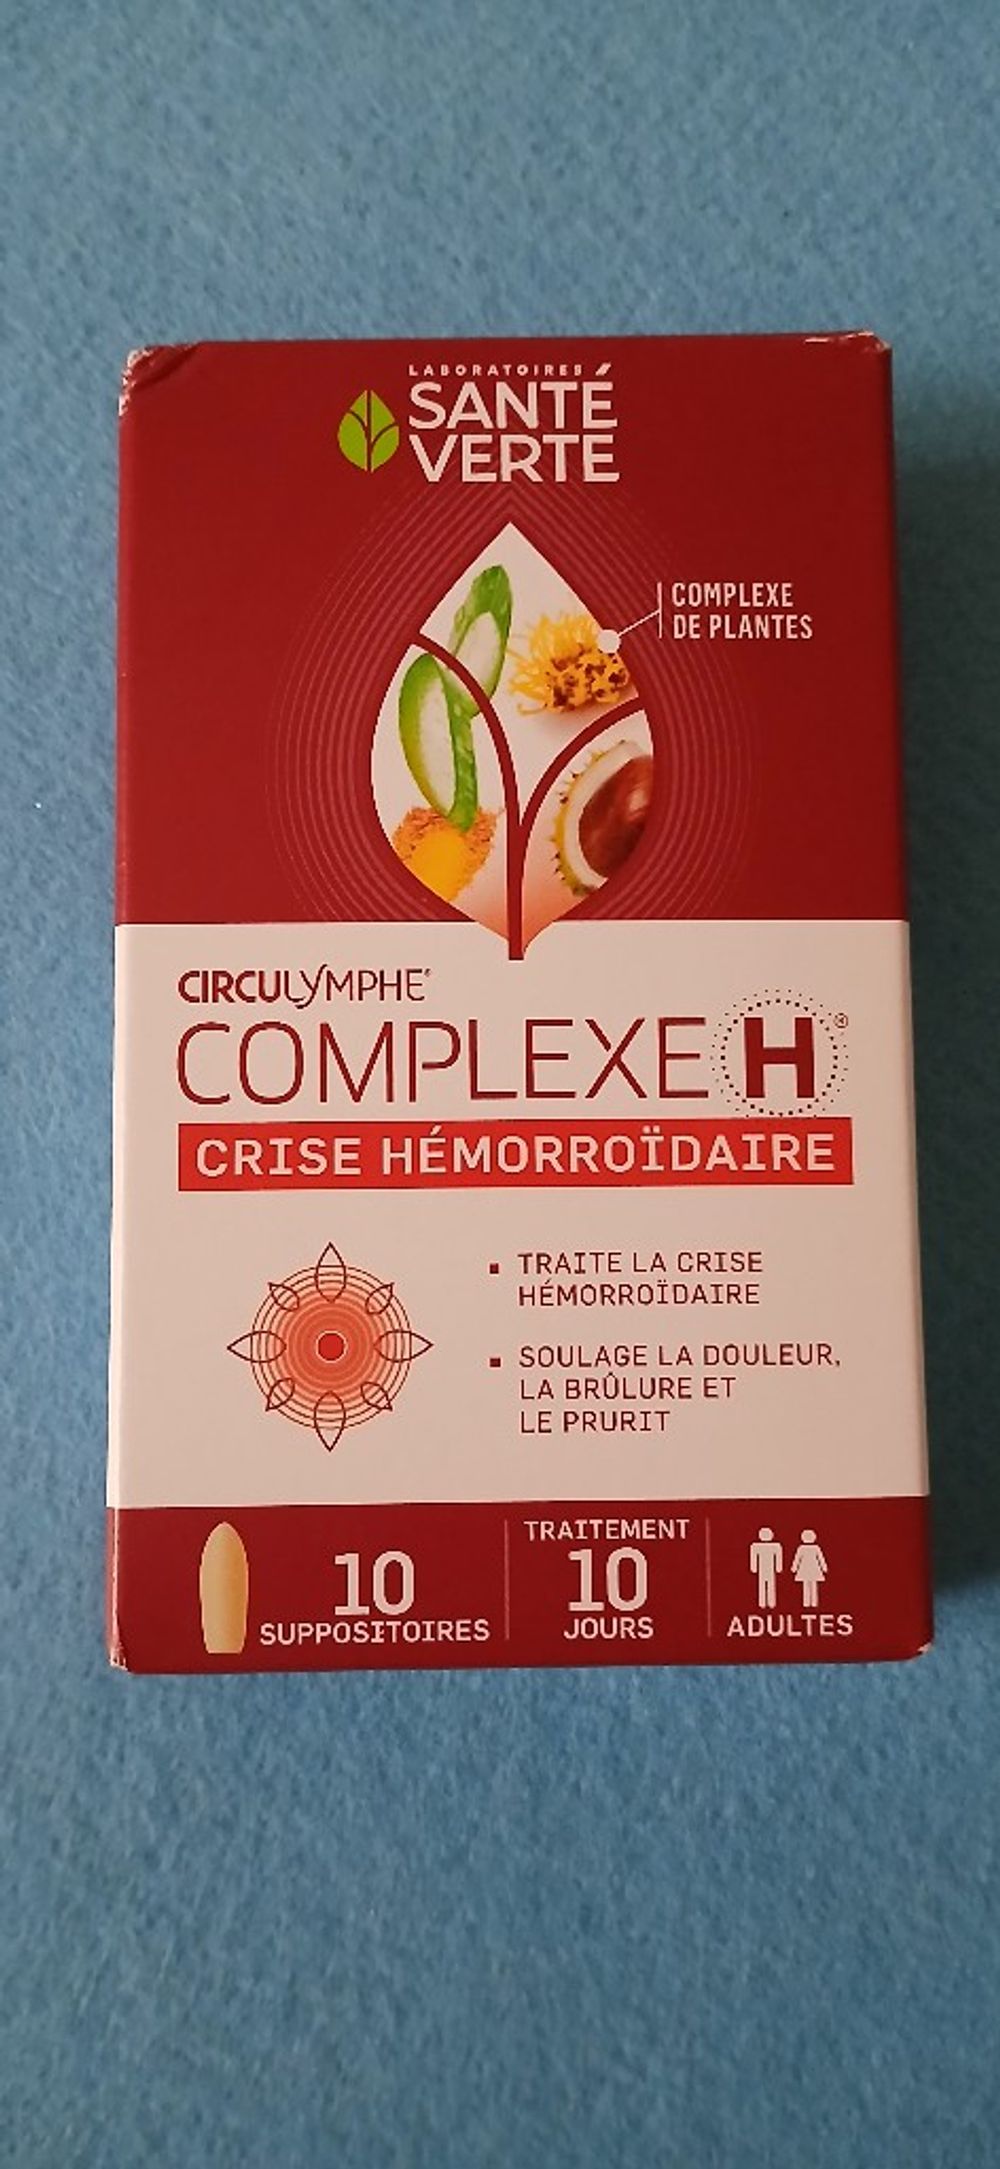 LABORATOIRES
SANTÉ
VERTE
COMPLEXE
DE PLANTES
CIRCULYMPHE®
COMPLEXE H®
CRISE HÉMORROÏDAIRE
▪ TRAITE LA CRISE
HÉMORROÏDAIRE
▪ SOULAGE LA DOULEUR,
LA BRÛLURE ET
LE PRURIT
10
SUPPOSITOIRES
TRAITEMENT
10
JOURS
ADULTES